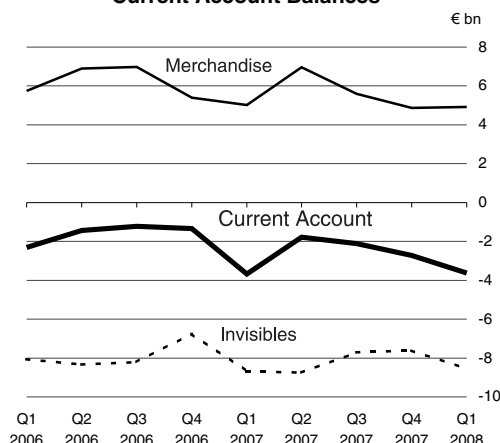 Current Account Balances
€ bn
8
Merchandise
6
4
2
0
Current Account
-2
-4
-6
Invisibles
-8
-10
Q1 Q2 Q3 Q4 Q1 Q2 Q3 Q4 Q1
2006 2006 2006 2006 2007 2007 2007 2007 2008